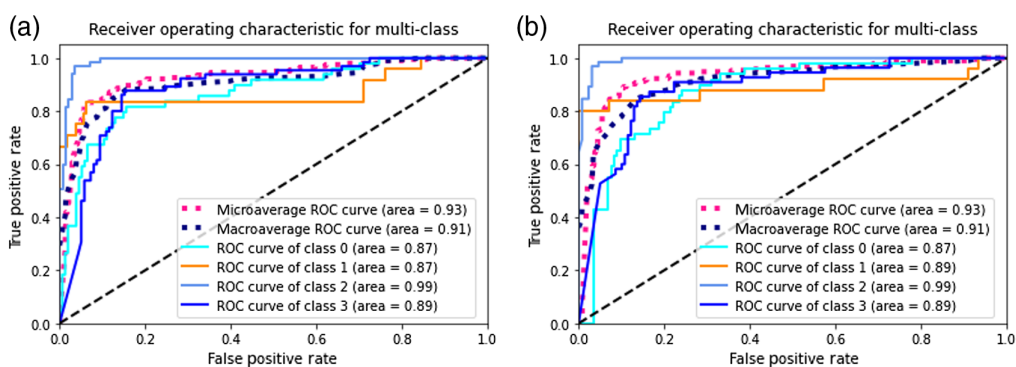 (a)
Receiver operating characteristic for multi-class
1.0
0.8
0.6
0.4
0.2
0.0
True positive rate
Microaverage ROC curve (area = 0.93)
Macroaverage ROC curve (area = 0.91)
ROC curve of class 0 (area = 0.87)
ROC curve of class 1 (area = 0.87)
ROC curve of class 2 (area = 0.99)
ROC curve of class 3 (area = 0.89)
0.0 0.2 0.4 0.6 0.8 1.0
False positive rate
(b)
Receiver operating characteristic for multi-class
1.0
0.8
0.6
0.4
0.2
0.0
True positive rate
Microaverage ROC curve (area = 0.93)
Macroaverage ROC curve (area = 0.91)
ROC curve of class 0 (area = 0.87)
ROC curve of class 1 (area = 0.89)
ROC curve of class 2 (area = 0.99)
ROC curve of class 3 (area = 0.89)
0.0 0.2 0.4 0.6 0.8 1.0
False positive rate